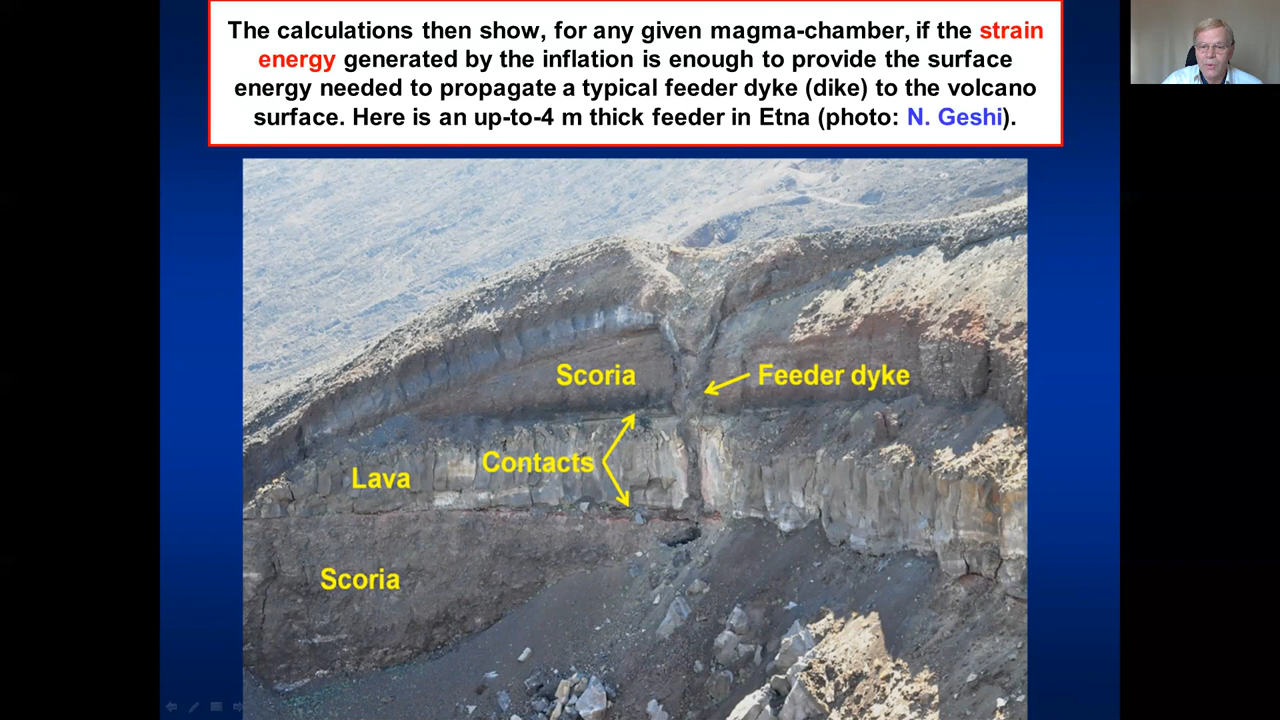 The calculations then show, for any given magma-chamber, if the strain
energy generated by the inflation is enough to provide the surface
energy needed to propagate a typical feeder dyke (dike) to the volcano
surface. Here is an up-to-4 m thick feeder in Etna (photo: N. Geshi).
Scoria
Feeder dyke
Contacts
Lava
Scoria